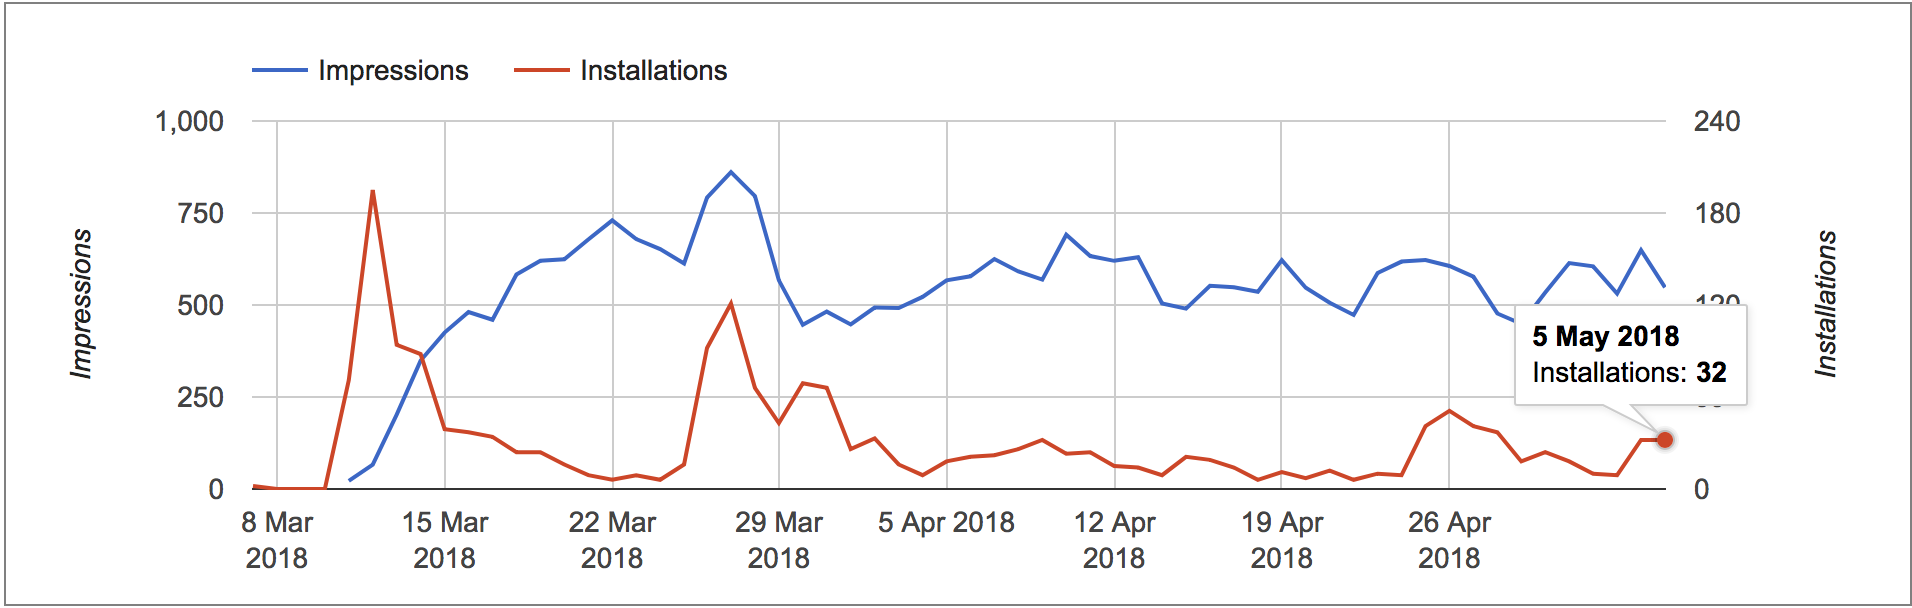 Impressions Installations
1,000 240
750 180
500 120
250
0 0
Impressions
Installations
5 May 2018
Installations: 32
8 Mar 15 Mar 22 Mar 29 Mar 5 Apr 2018 12 Apr 19 Apr 26 Apr
2018 2018 2018 2018 2018 2018 2018